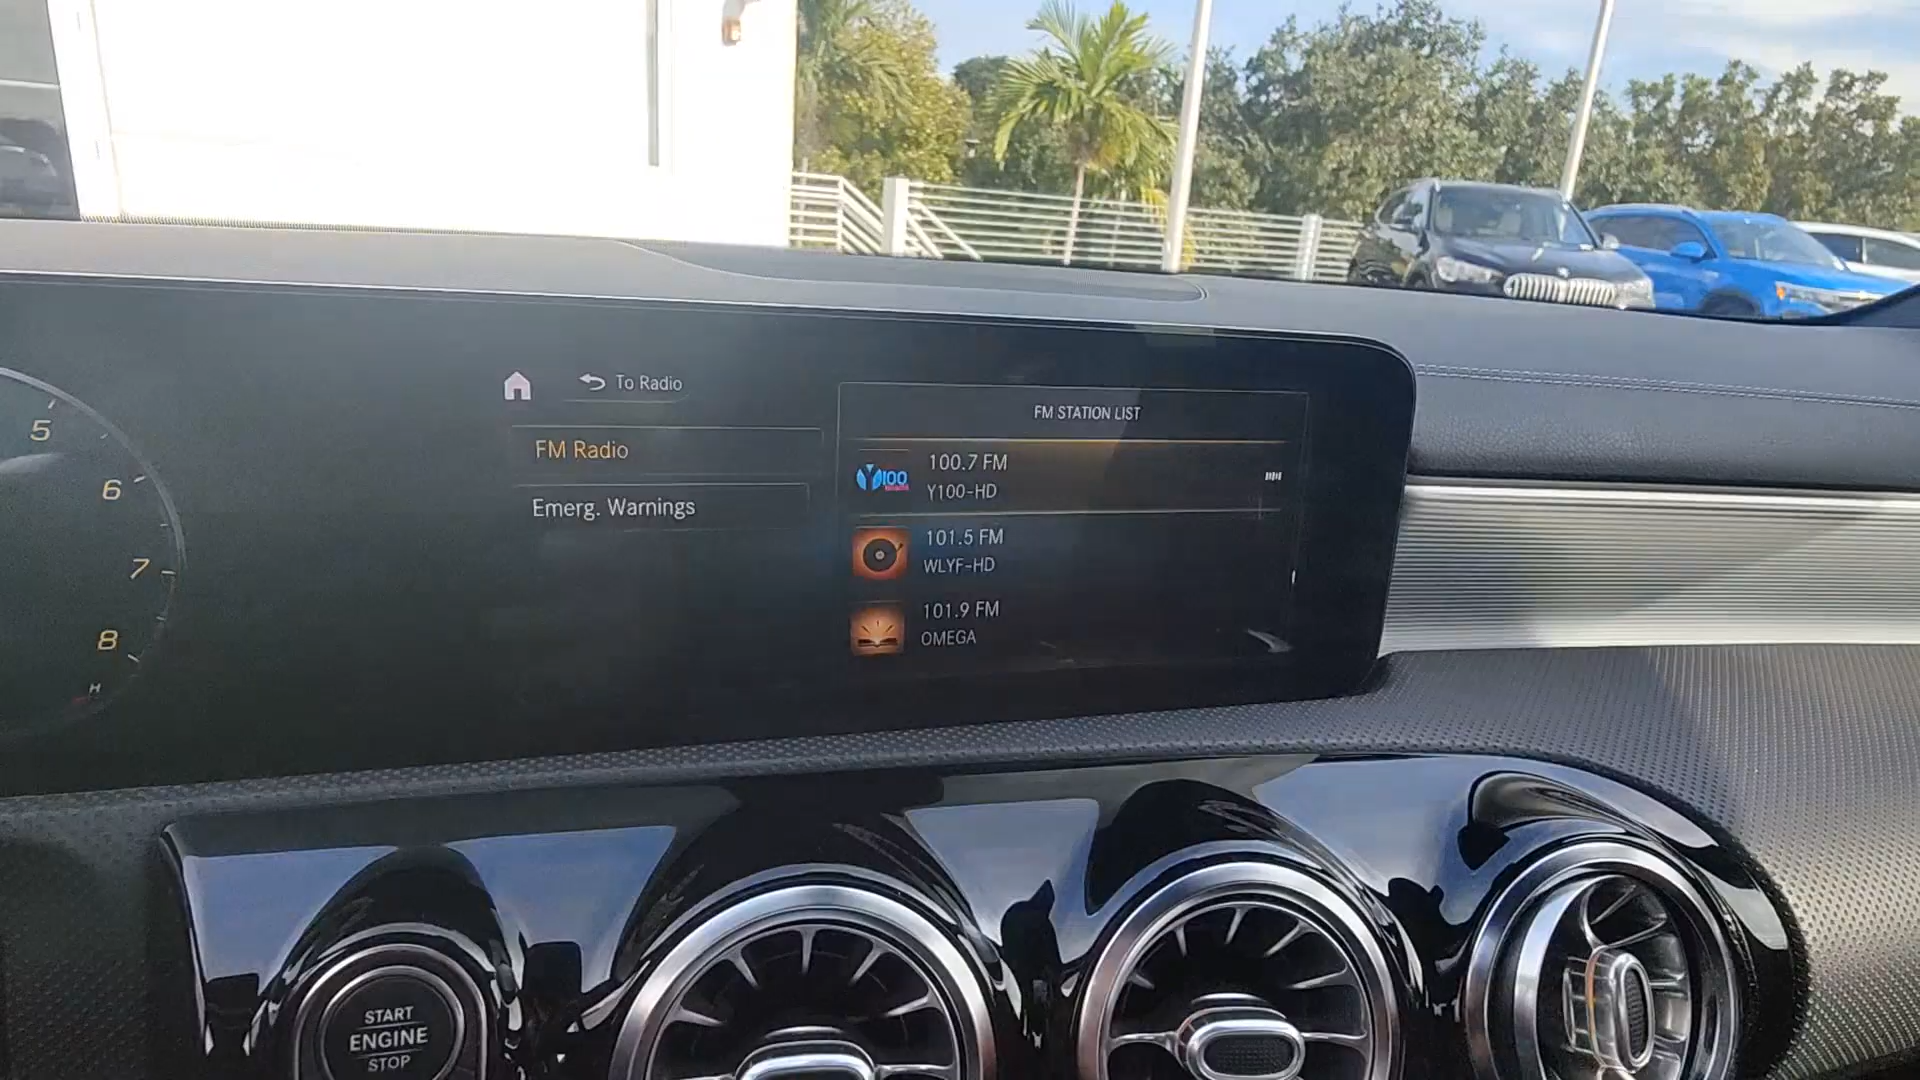 To Radio
FM Radio
Emerg. Warnings
FM STATION LIST
Y100
100.7 FM
Y100-HD
101.5 FM
WLYF-HD
101.9 FM
OMEGA
5
6
7
8
H
START
ENGINE
STOP